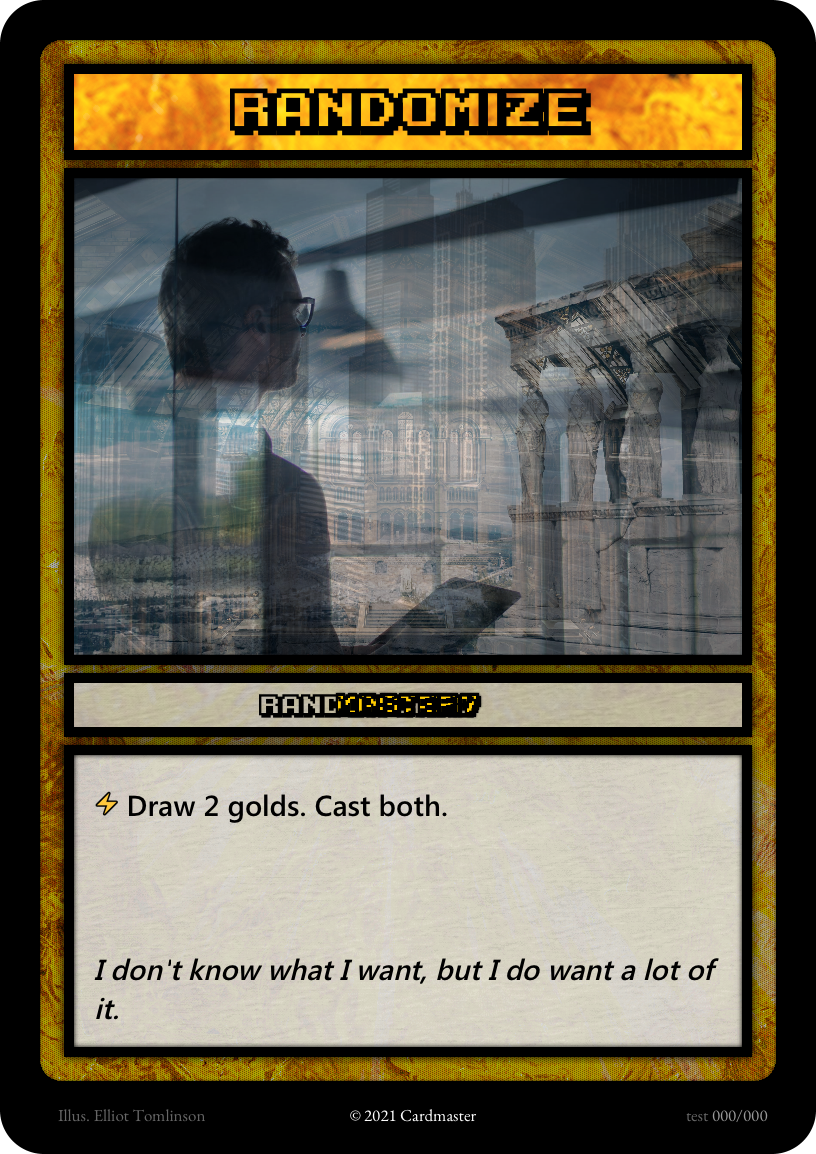 RANDOMIZE
⚡ Draw 2 golds. Cast both.
I don't know what I want, but I do want a lot of
it.
Illus. Elliot Tomlinson © 2021 Cardmaster test 000/000